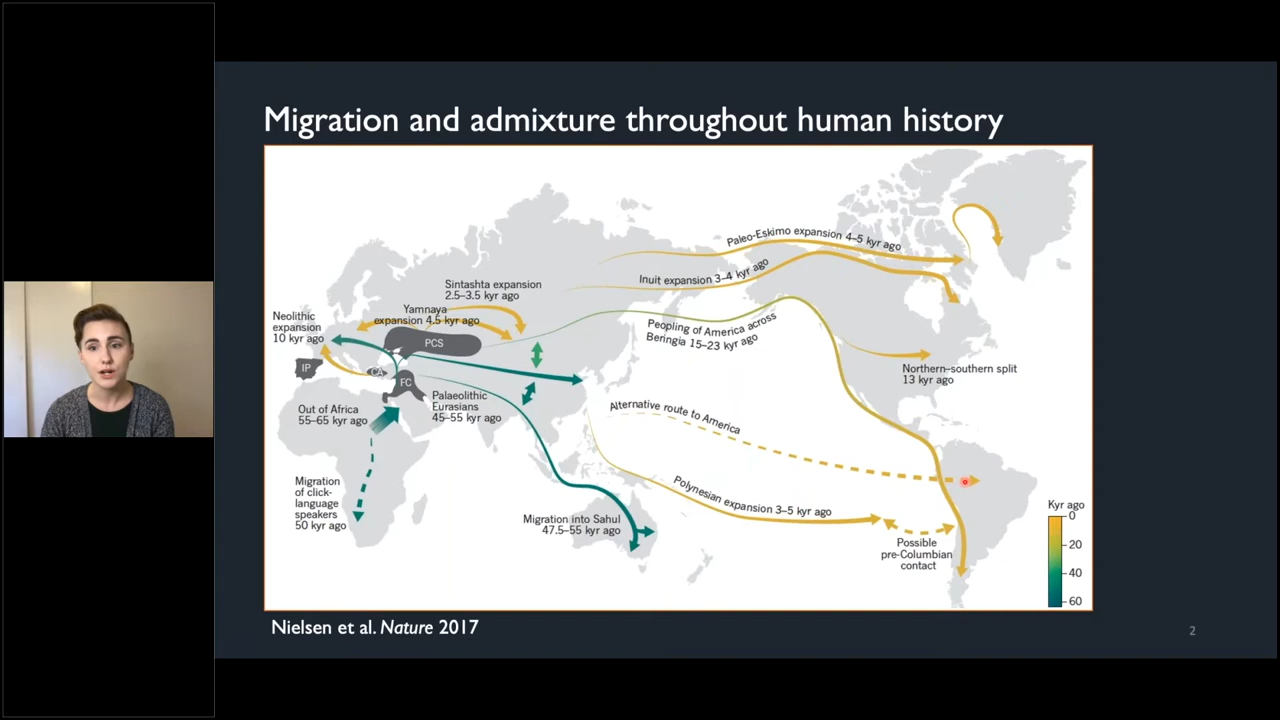 Migration and admixture throughout human history
Paleo-Eskimo expansion 4–5 kyr ago
Inuit expansion 3–4 kyr ago
Sintashta expansion
2.5–3.5 kyr ago
Yamnaya
expansion 4.5 kyr ago
Neolithic
expansion
10 kyr ago
PCS
Peopling of America across
Beringia 15–23 kyr ago
IP
CA
FC
Northern–southern split
13 kyr ago
Out of Africa
55–65 kyr ago
Palaeolithic
Eurasians
45–55 kyr ago
Alternative route to America
Migration
of click-
language
speakers
50 kyr ago
Polynesian expansion 3–5 kyr ago
Migration into Sahul
47.5–55 kyr ago
Possible
pre-Columbian
contact
Kyr ago
0
20
40
60
Nielsen et al. Nature 2017
2